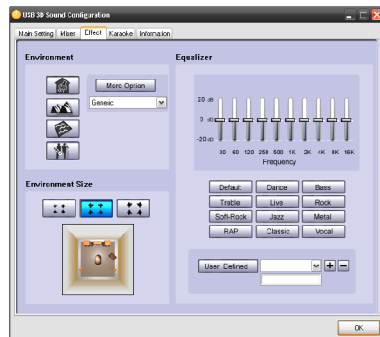 USB 3D Sound Configuration
Main Setting Mixer Effect Karaoke Information
Environment
More Option
Generic
Environment Size
Equalizer
20 dB
0 dB
-20 dB
30 60 120 250 500 1K 2K 4K 8K 16K
Frequency
Default Dance Bass
Treble Live Rock
Soft-Rock Jazz Metal
RAP Classic Vocal
User Defined
OK